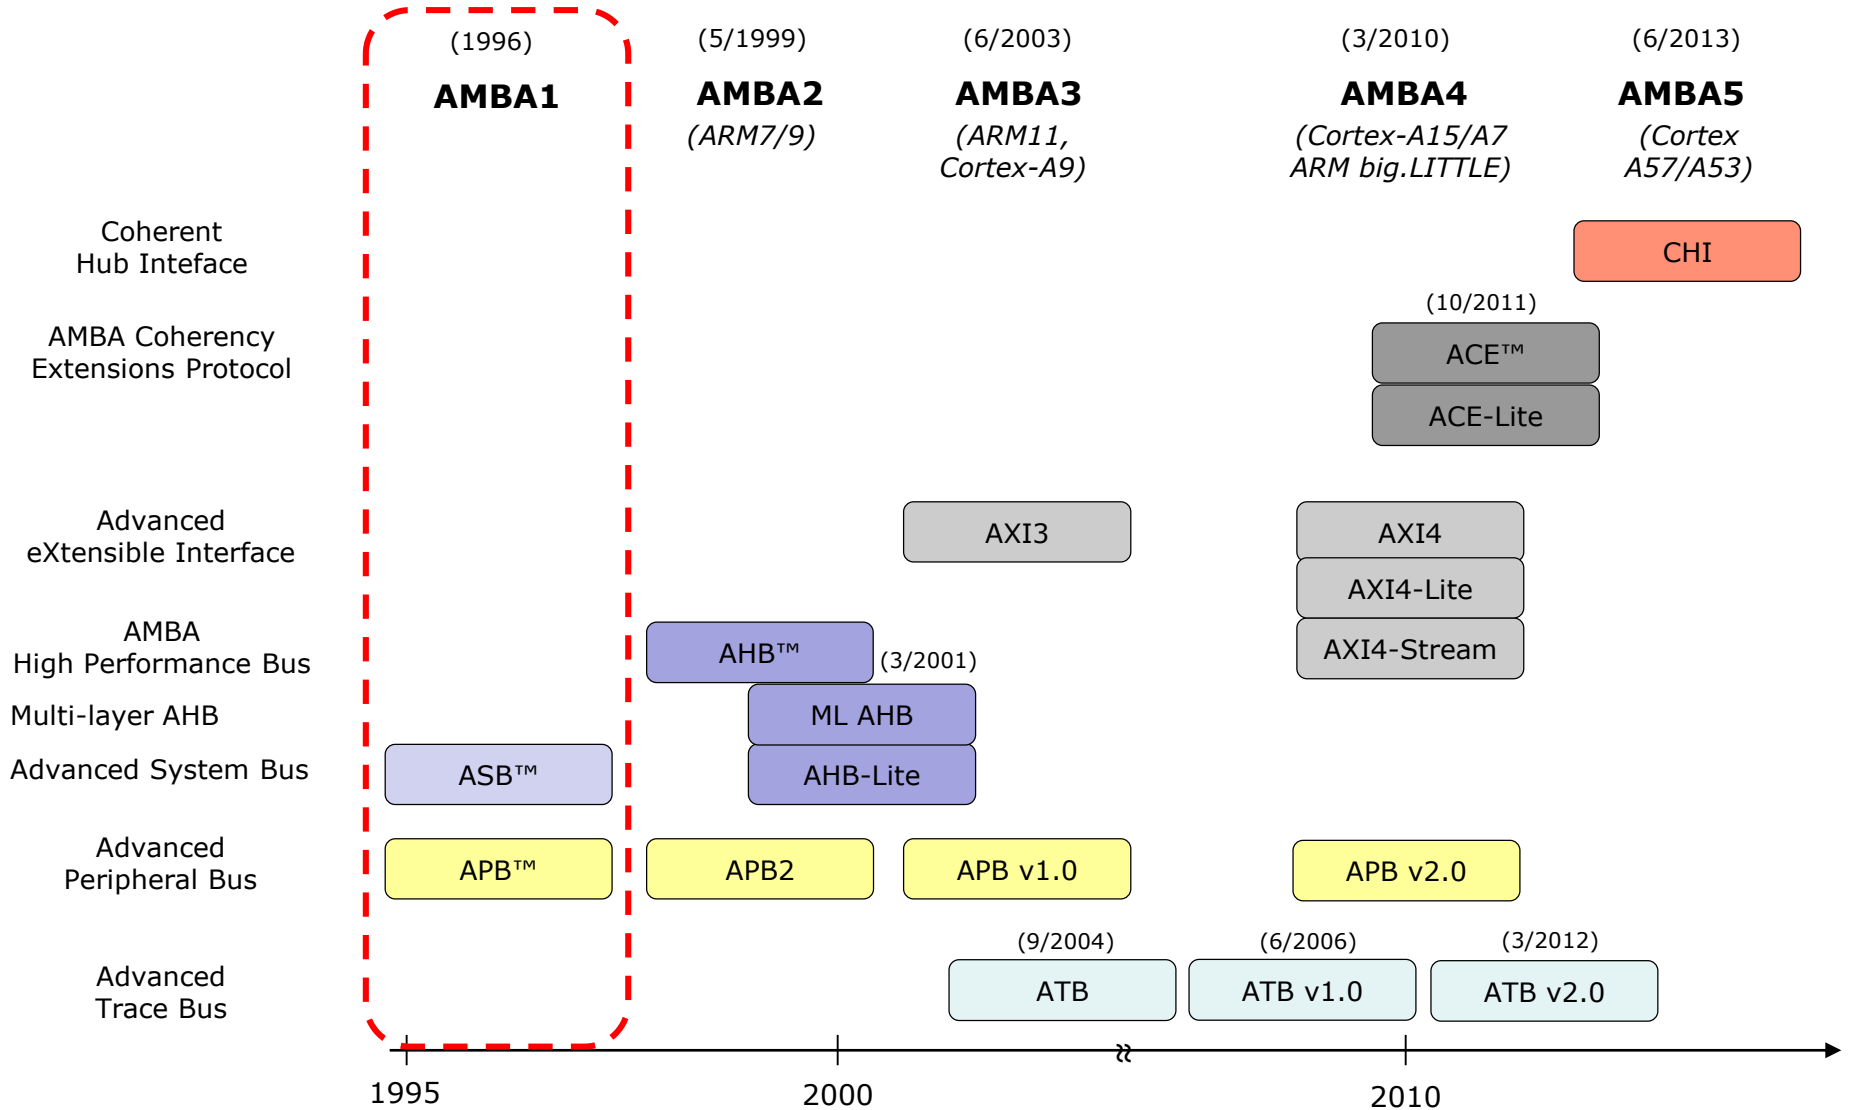 (1996)
(5/1999)
(6/2003)
(3/2010)
(6/2013)
AMBA1
AMBA2
AMBA3
AMBA4
AMBA5
(ARM7/9)
(ARM11,
Cortex-A9)
(Cortex-A15/A7
ARM big.LITTLE)
(Cortex
A57/A53)
Coherent
Hub Inteface
CHI
(10/2011)
AMBA Coherency
Extensions Protocol
ACE™
ACE-Lite
Advanced
eXtensible Interface
AXI3
AXI4
AXI4-Lite
AXI4-Stream
AMBA
High Performance Bus
AHB™
(3/2001)
Multi-layer AHB
ML AHB
Advanced System Bus
ASB™
AHB-Lite
Advanced
Peripheral Bus
APB™
APB2
APB v1.0
APB v2.0
(9/2004)
(6/2006)
(3/2012)
Advanced
Trace Bus
ATB
ATB v1.0
ATB v2.0
≈
1995
2000
2010